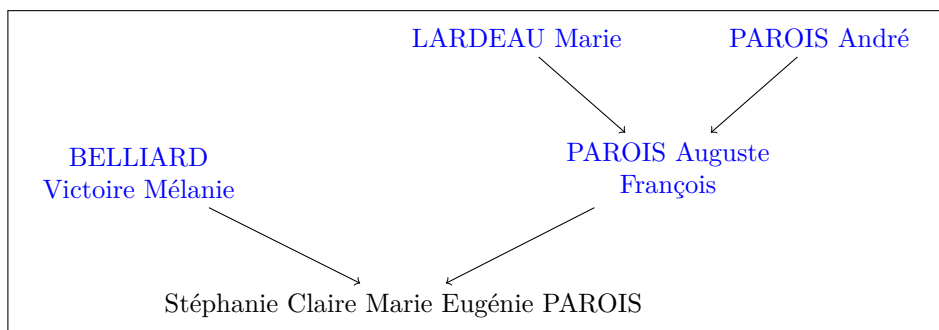 LARDEAU Marie
PAROIS André
BELLIARD
Victoire Mélanie
PAROIS Auguste
François
Stéphanie Claire Marie Eugénie PAROIS